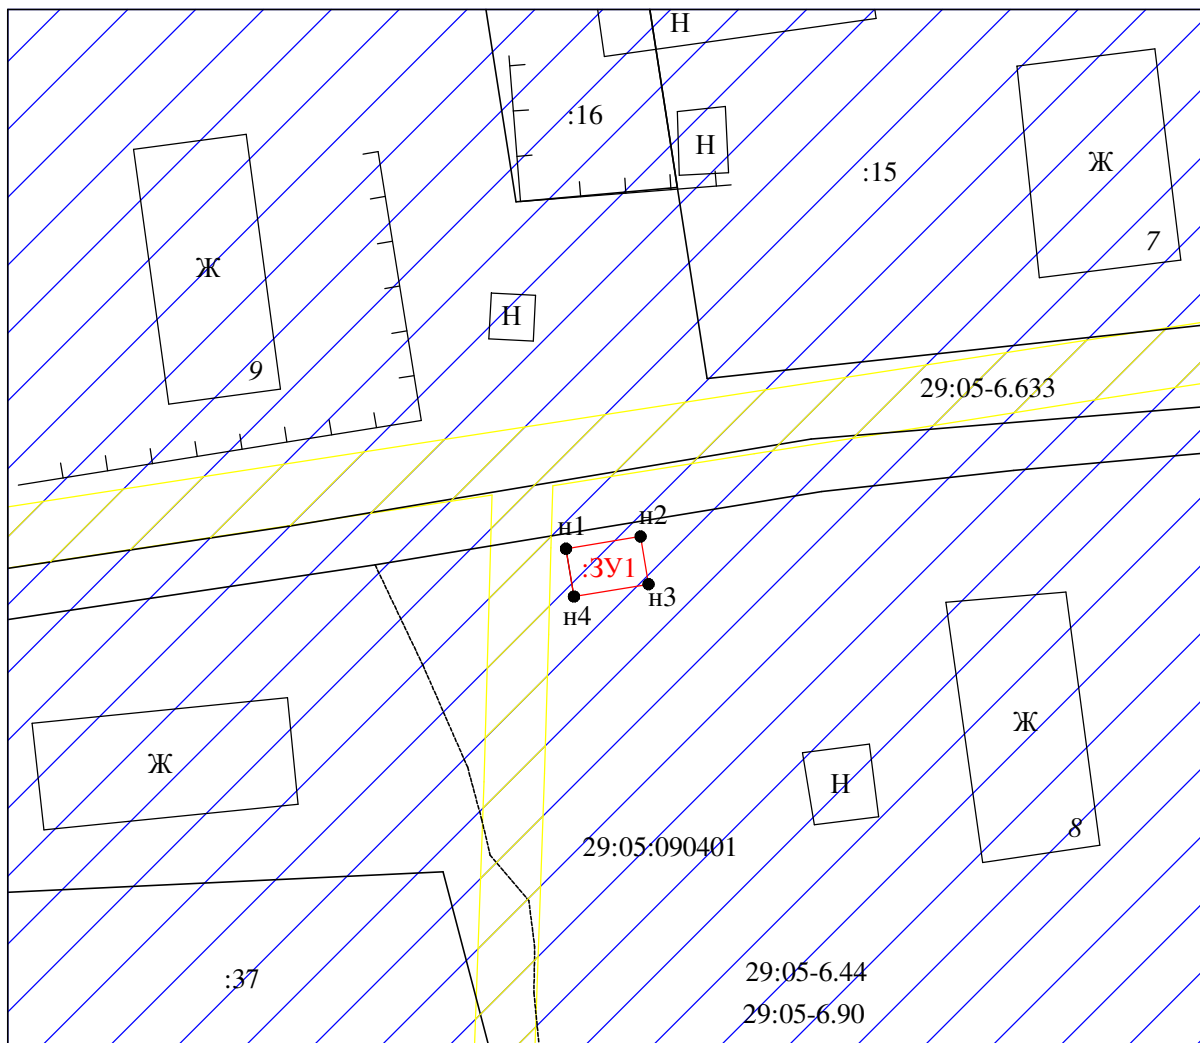 Н
:16
Н
Ж
:15
7
Ж
Н
9
29:05-6.633
н1
н2
:ЗУ1
н3
н4
Ж
Ж
Н
8
29:05:090401
:37
29:05-6.44
29:05-6.90